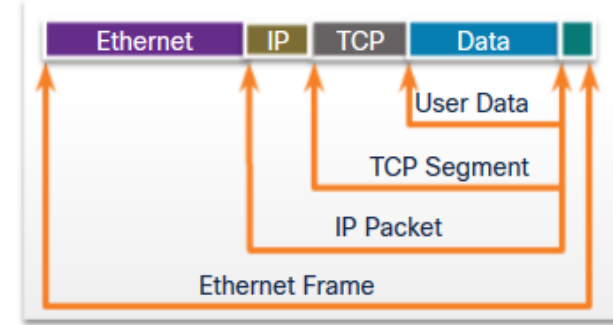 Ethernet IP TCP Data
User Data
TCP Segment
IP Packet
Ethernet Frame